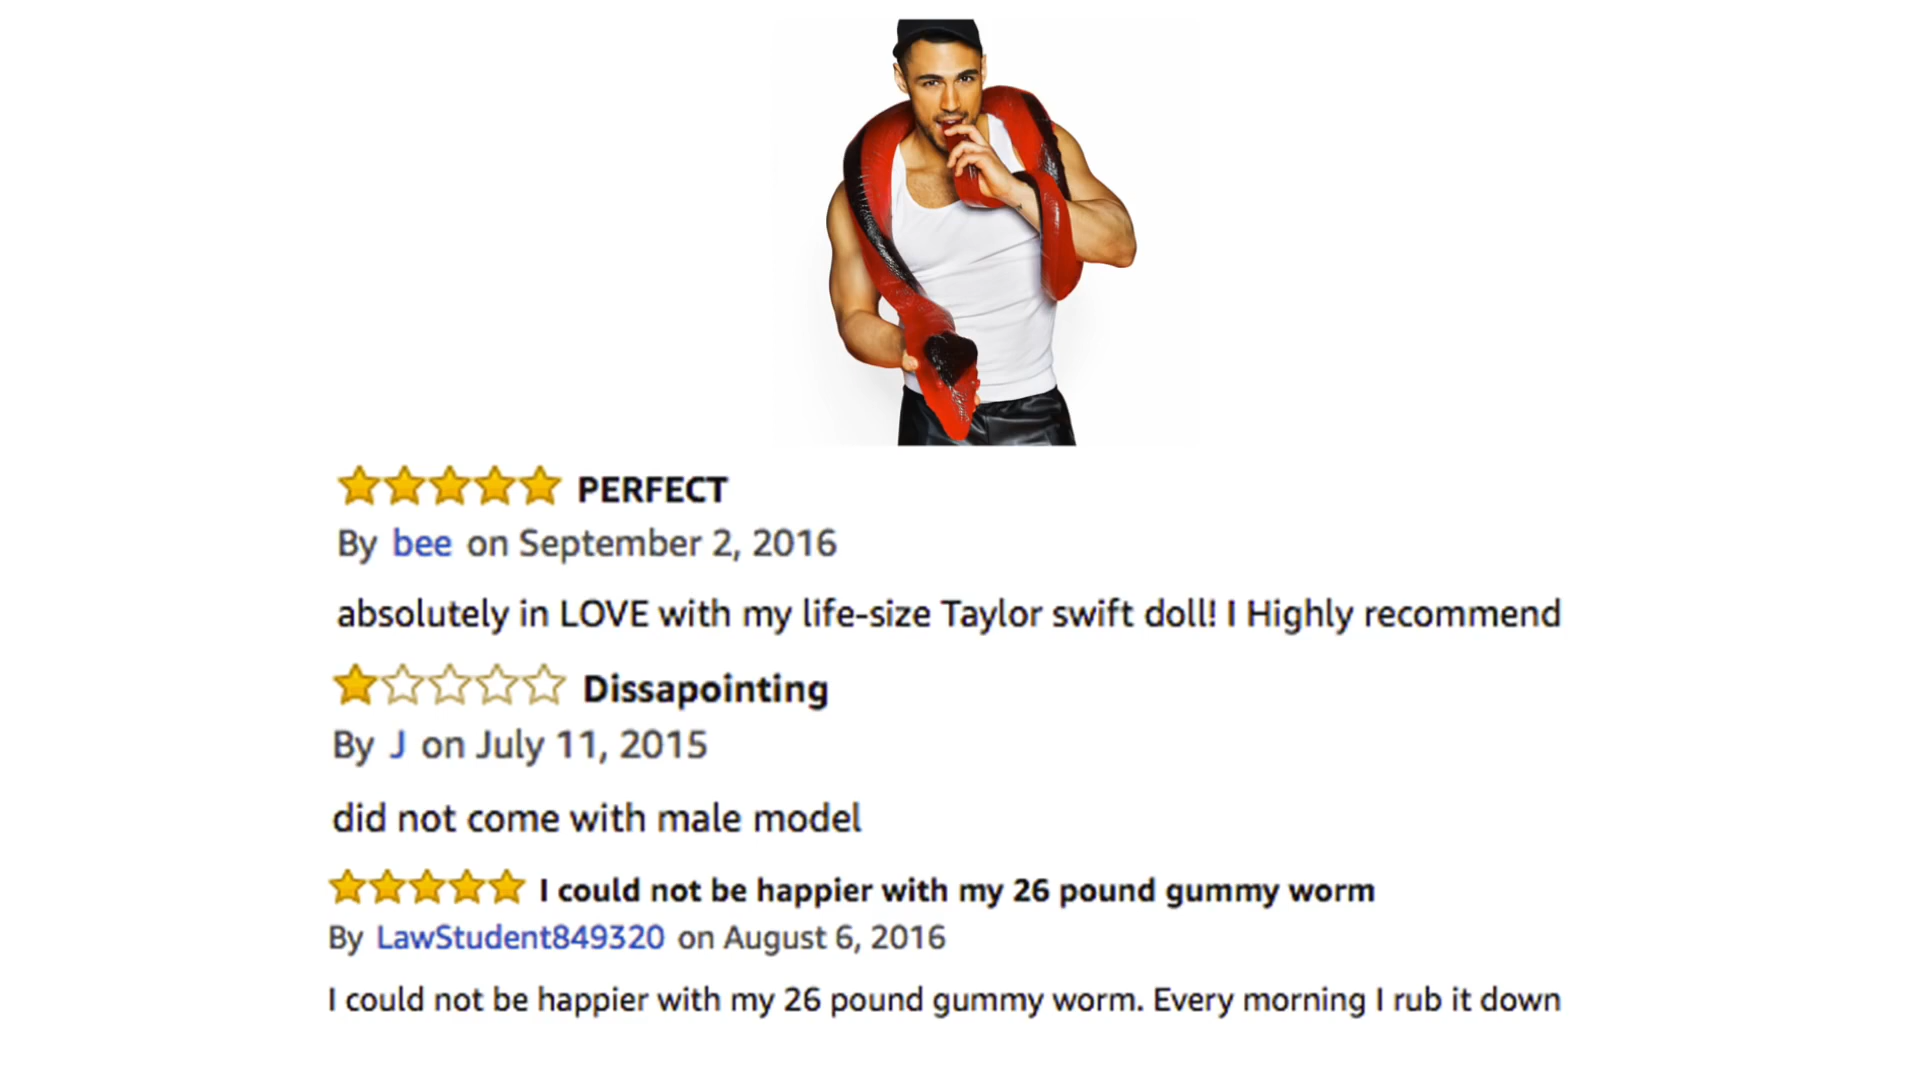 PERFECT
By bee on September 2, 2016
absolutely in LOVE with my life-size Taylor swift doll! I Highly recommend
Dissapointing
By J on July 11, 2015
did not come with male model
I could not be happier with my 26 pound gummy worm
By LawStudent849320 on August 6, 2016
I could not be happier with my 26 pound gummy worm. Every morning I rub it down